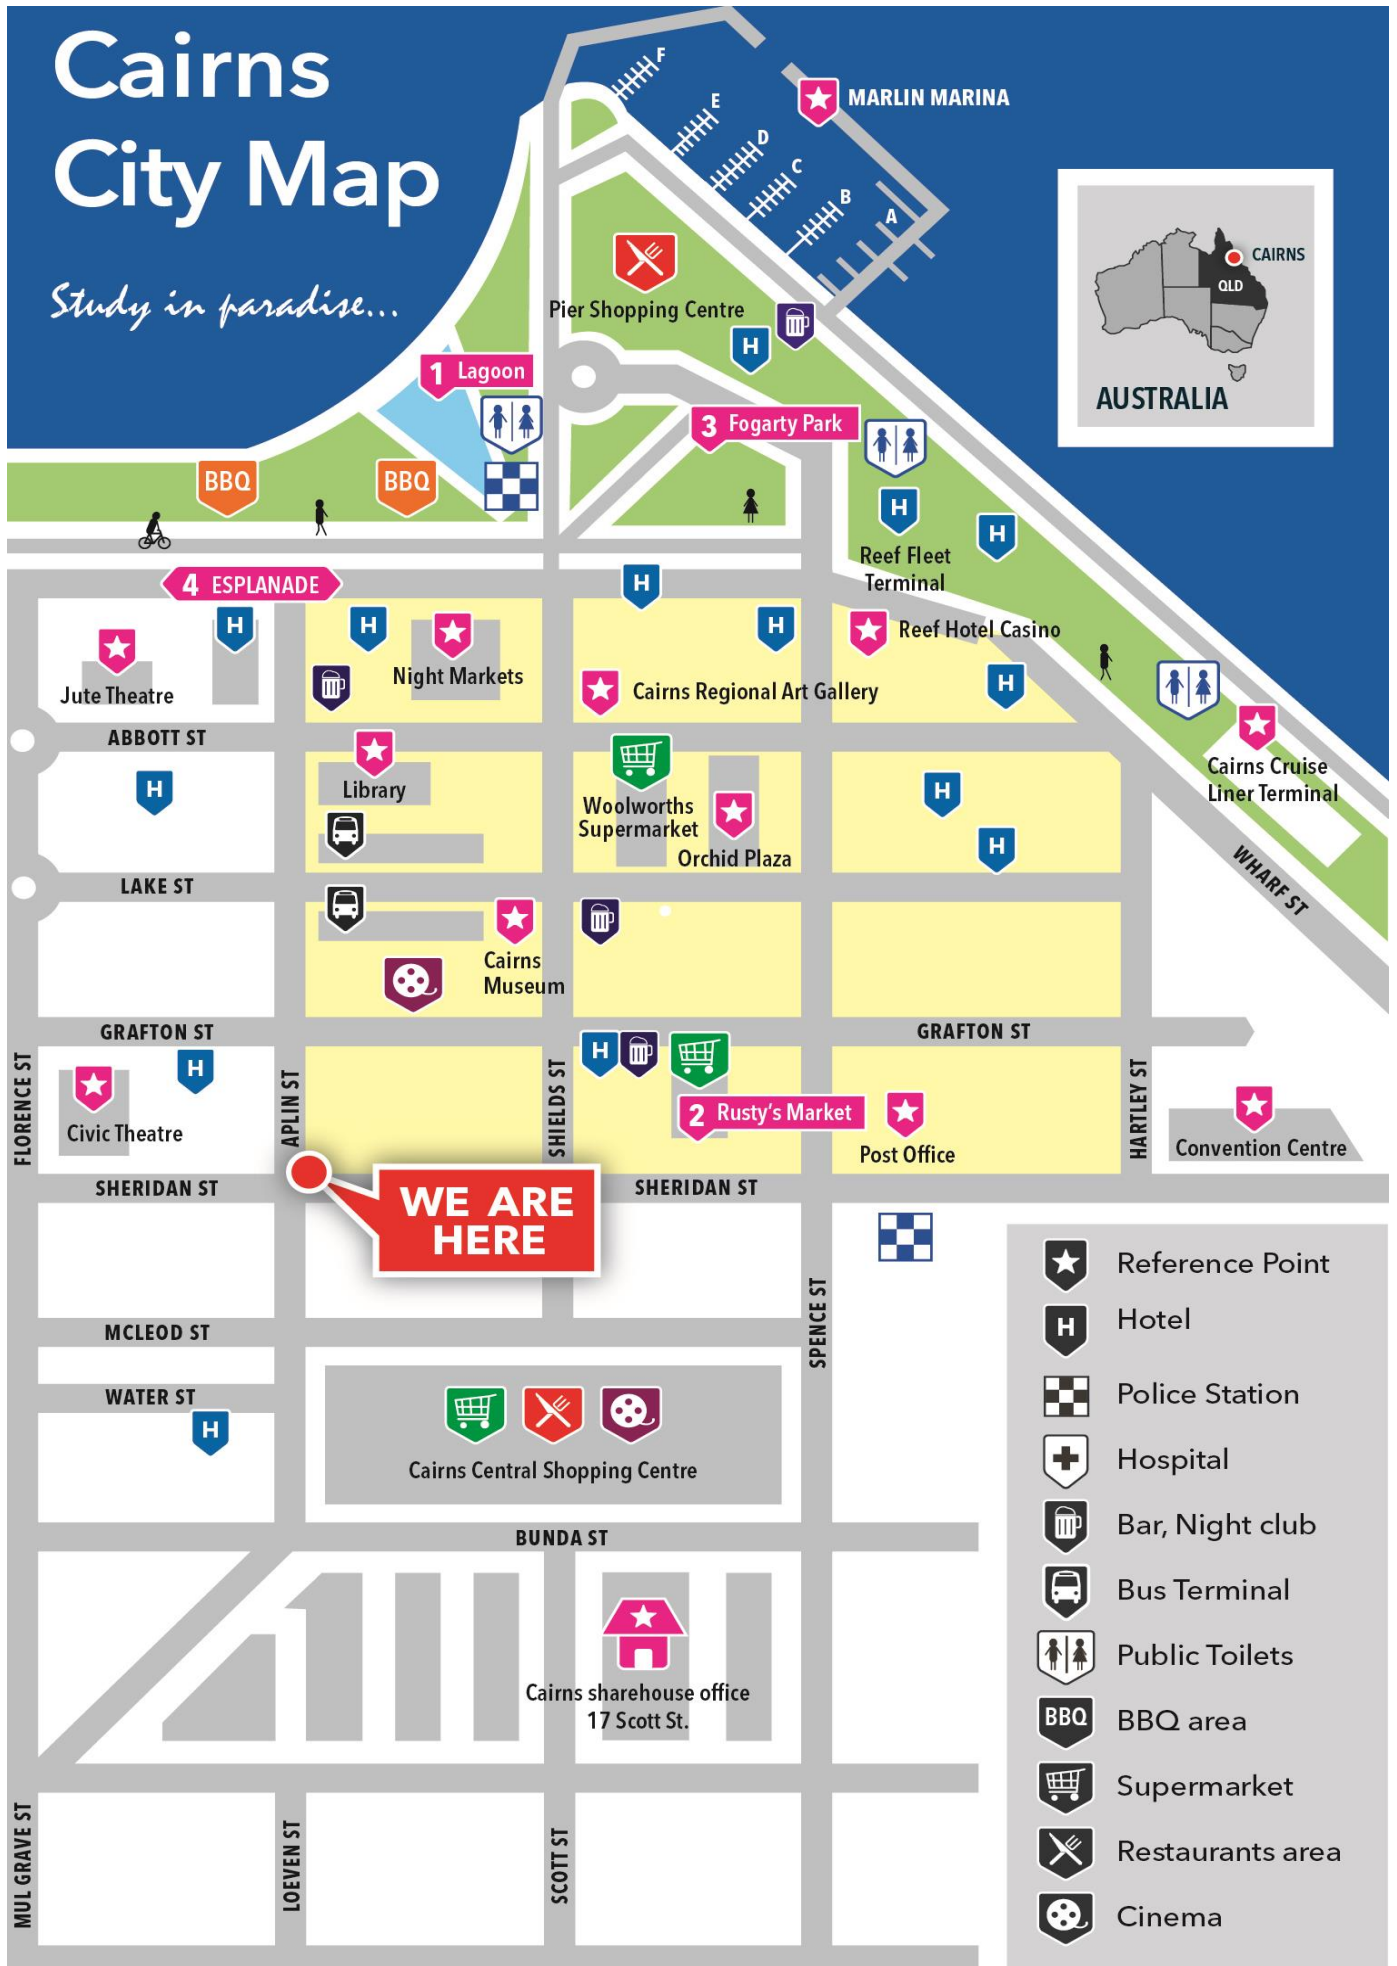 Cairns
City Map
Study in paradise...
F
E
D
C
B
A
MARLIN MARINA
CAIRNS
QLD
AUSTRALIA
Pier Shopping Centre
H
1 Lagoon
3 Fogarty Park
BBQ
BBQ
H
H
Reef Fleet
Terminal
4 ESPLANADE
H
H
H
H
Reef Hotel Casino
Jute Theatre
Night Markets
Cairns Regional Art Gallery
H
ABBOTT ST
Cairns Cruise
Liner Terminal
H
Library
Woolworths
Supermarket
Orchid Plaza
H
H
WHARF ST
LAKE ST
Cairns
Museum
GRAFTON ST
GRAFTON ST
H
H
FLORENCE ST
APLIN ST
SHIELDS ST
HARTLEY ST
Civic Theatre
2 Rusty's Market
Post Office
Convention Centre
SHERIDAN ST
SHERIDAN ST
WE ARE
HERE
SPENCE ST
MCLEOD ST
WATER ST
H
Cairns Central Shopping Centre
BUNDA ST
Cairns sharehouse office
17 Scott St.
MULGRAVE ST
LOEVEN ST
SCOTT ST
Reference Point
H Hotel
Police Station
Hospital
Bar, Night club
Bus Terminal
Public Toilets
BBQ BBQ area
Supermarket
Restaurants area
Cinema